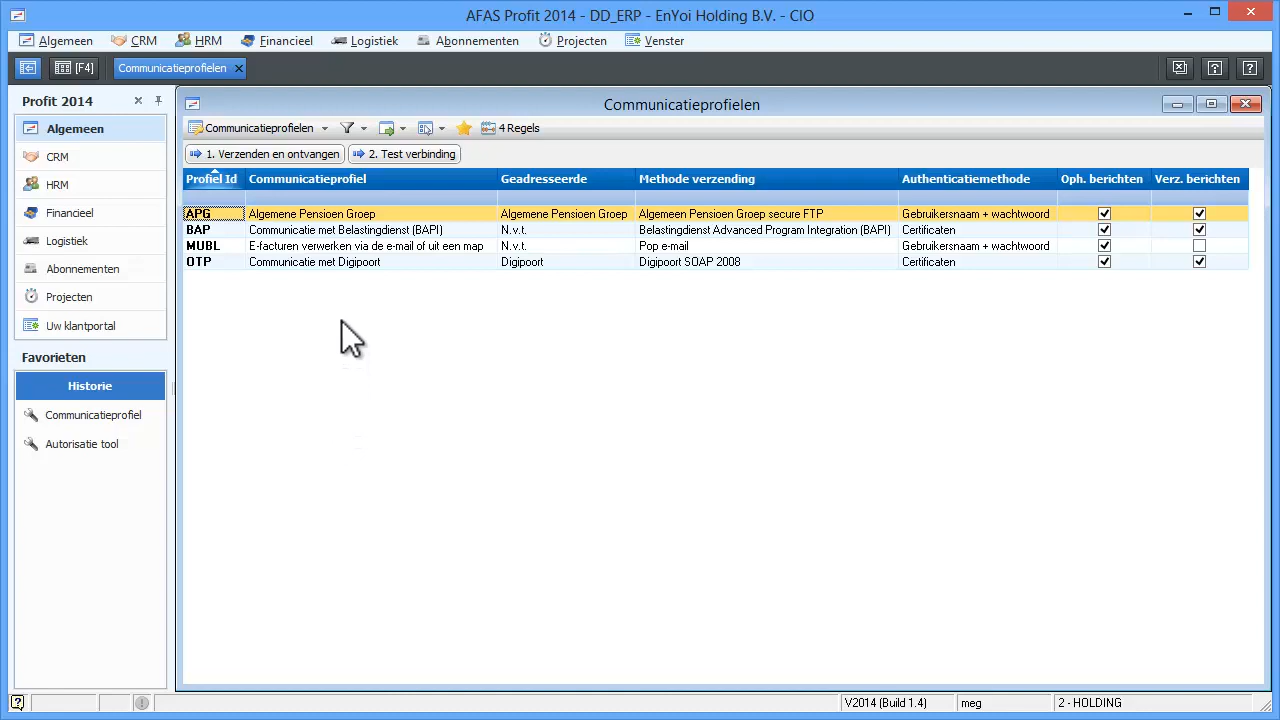 AFAS Profit 2014 - DD_ERP - EnYoi Holding B.V. - CIO
Algemeen CRM HRM Financieel Logistiek Abonnementen Projecten Venster
[F4] Communicatieprofielen
Profit 2014
Algemeen
CRM
HRM
Financieel
Logistiek
Abonnementen
Projecten
Uw klantportal
Favorieten
Historie
Communicatieprofiel
Autorisatie tool
Communicatieprofielen
Communicatieprofielen 4 Regels
1. Verzenden en ontvangen 2. Test verbinding
Profiel Id Communicatieprofiel Geadresseerde Methode verzending Authenticatiemethode Oph. berichten Verz. berichten
APG Algemene Pensioen Groep Algemene Pensioen Groep Algemeen Pensioen Groep secure FTP Gebruikersnaam + wachtwoord
BAP Communicatie met Belastingdienst (BAPI) N.v.t. Belastingdienst Advanced Program Integration (BAPI) Certificaten
MUBL E-facturen verwerken via de e-mail of uit een map N.v.t. Pop e-mail Gebruikersnaam + wachtwoord
OTP Communicatie met Digipoort Digipoort Digipoort SOAP 2008 Certificaten
V2014 (Build 1.4) meg 2 - HOLDING